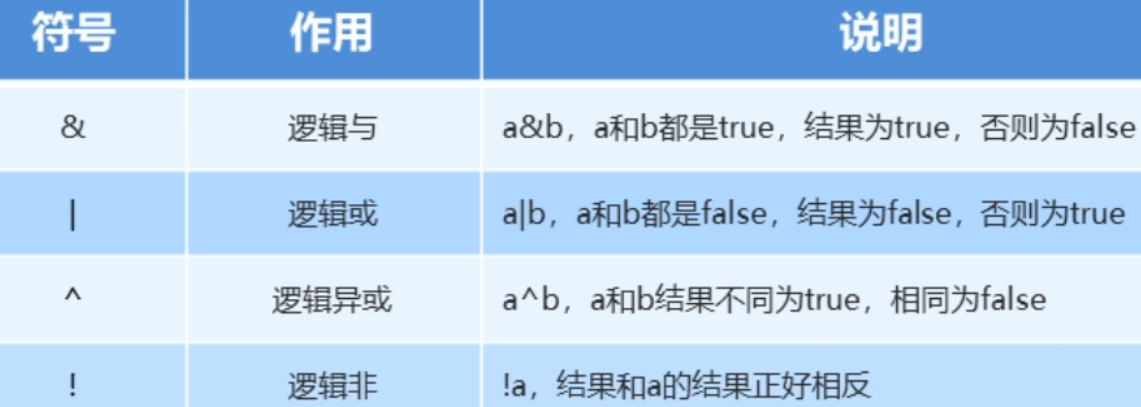 符号 作用 说明
& 逻辑与 a&b，a和b都是true，结果为true，否则为false
| 逻辑或 a|b，a和b都是false，结果为false，否则为true
^ 逻辑异或 a^b，a和b结果不同为true，相同为false
! 逻辑非 !a，结果和a的结果正好相反